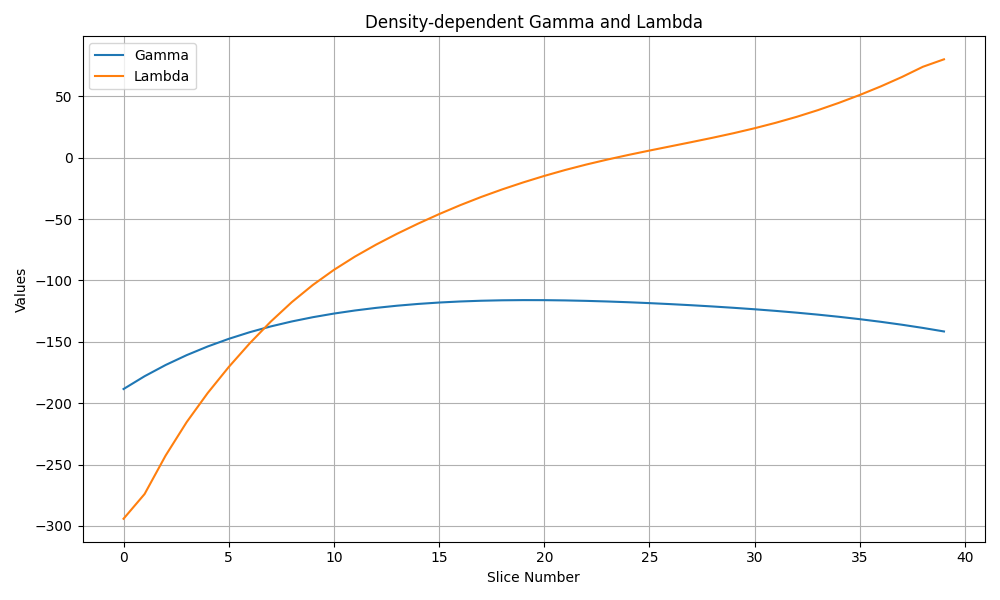 Density-dependent Gamma and Lambda
Gamma
Lambda
Values
50
0
−50
−100
−150
−200
−250
−300
0 5 10 15 20 25 30 35 40
Slice Number